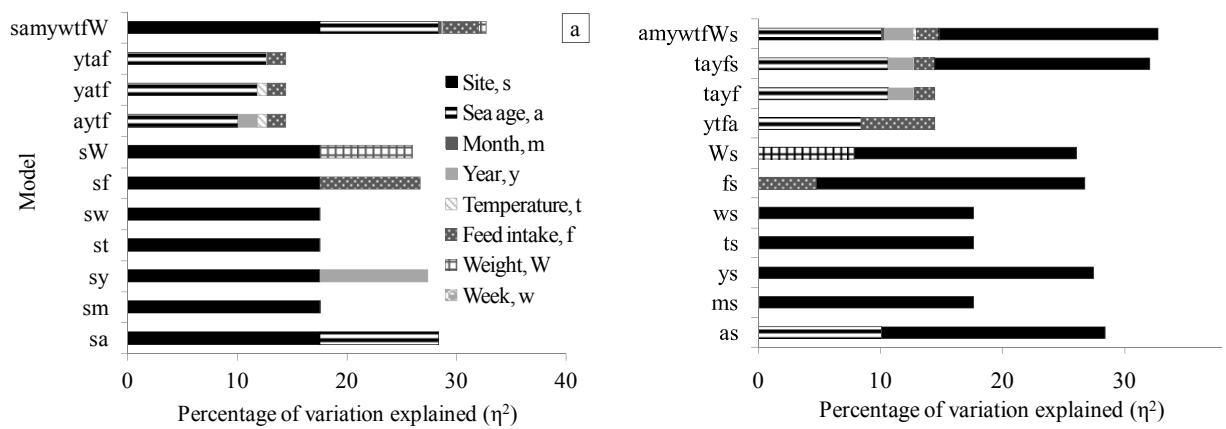 samywtfW
ytaf
yatf
aytf
sW
sf
sw
st
sy
sm
sa
Model
a
Site, s
Sea age, a
Month, m
Year, y
Temperature, t
Feed intake, f
Weight, W
Week, w
0 10 20 30 40
Percentage of variation explained (η²)
amywtfWs
tayfs
tayf
ytfa
Ws
fs
ws
ts
ys
ms
as
0 10 20 30
Percentage of variation explained (η²)